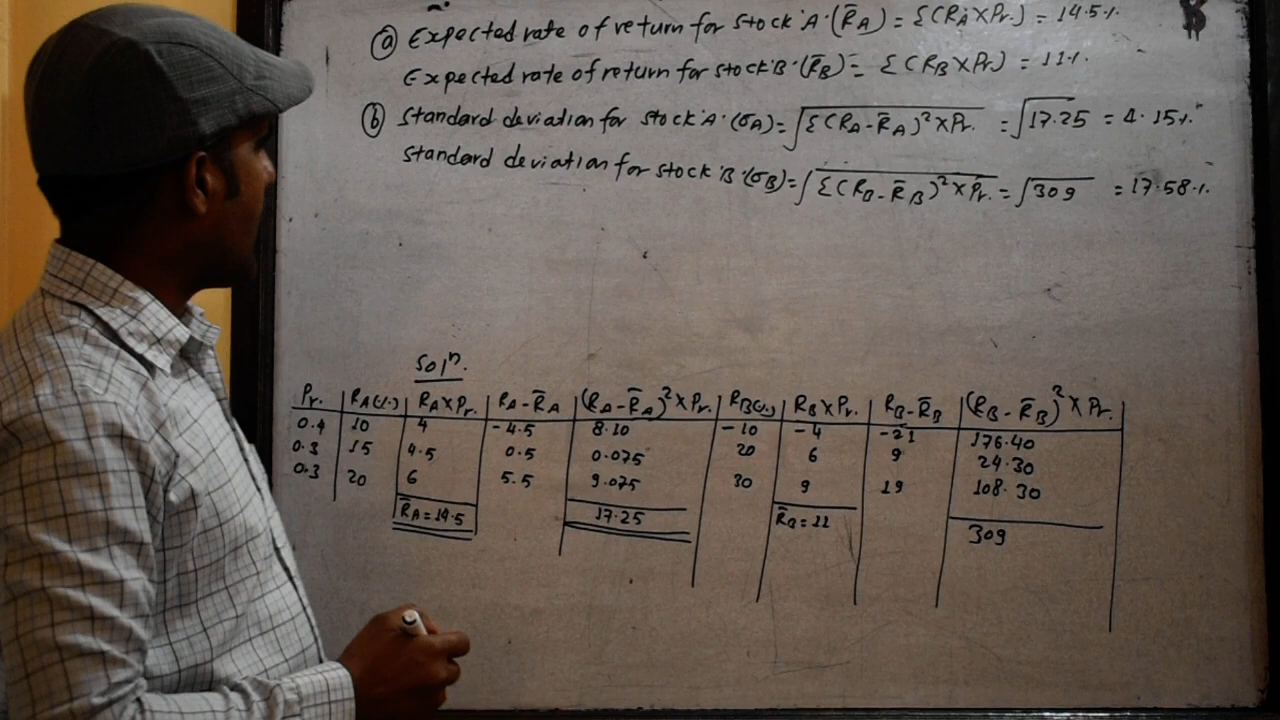 B
(a) Expected rate of return for stock 'A' (R̄A) = Σ(RA × Pr.) = 14.5%
Expected rate of return for stock 'B' (R̄B) = Σ(RB × Pr) = 11%
(b) Standard deviation for stock 'A' (σA) = √Σ(RA - R̄A)² × Pr. = √17.25 = 4.15%
Standard deviation for stock 'B' (σB) = √Σ(RB - R̄B)² × Pr. = √309 = 17.58%
Solⁿ.
Pr. RA(%) RA × Pr. RA - R̄A (RA - R̄A)² × Pr. RB(%) RB × Pr. RB - R̄B (RB - R̄B)² × Pr.
0.4 10 4 -4.5 8.10 -10 -4 -21 176.40
0.3 15 4.5 0.5 0.075 20 6 9 24.30
0.3 20 6 5.5 9.075 30 9 19 108.30
R̄A = 14.5 17.25 R̄B = 11 309